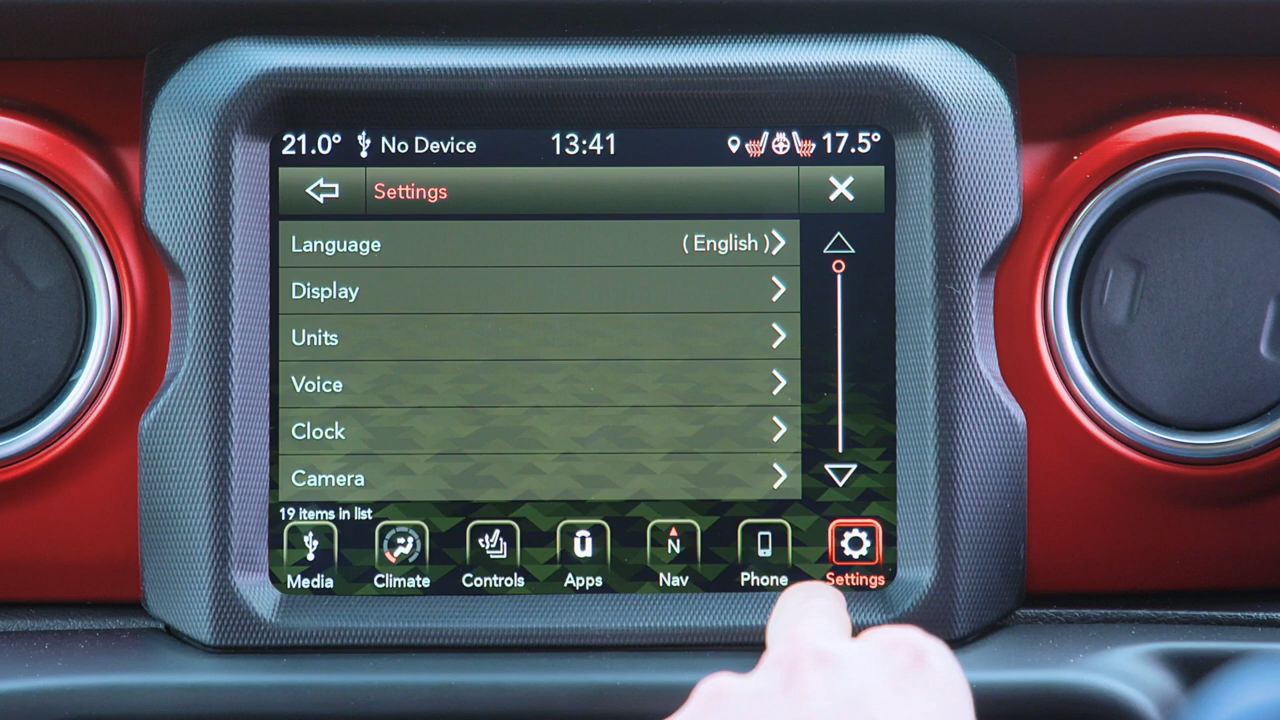 21.0° No Device 13:41 17.5°
Settings
Language ( English )
Display
Units
Voice
Clock
Camera
19 items in list
N
Media Climate Controls Apps Nav Phone Settings